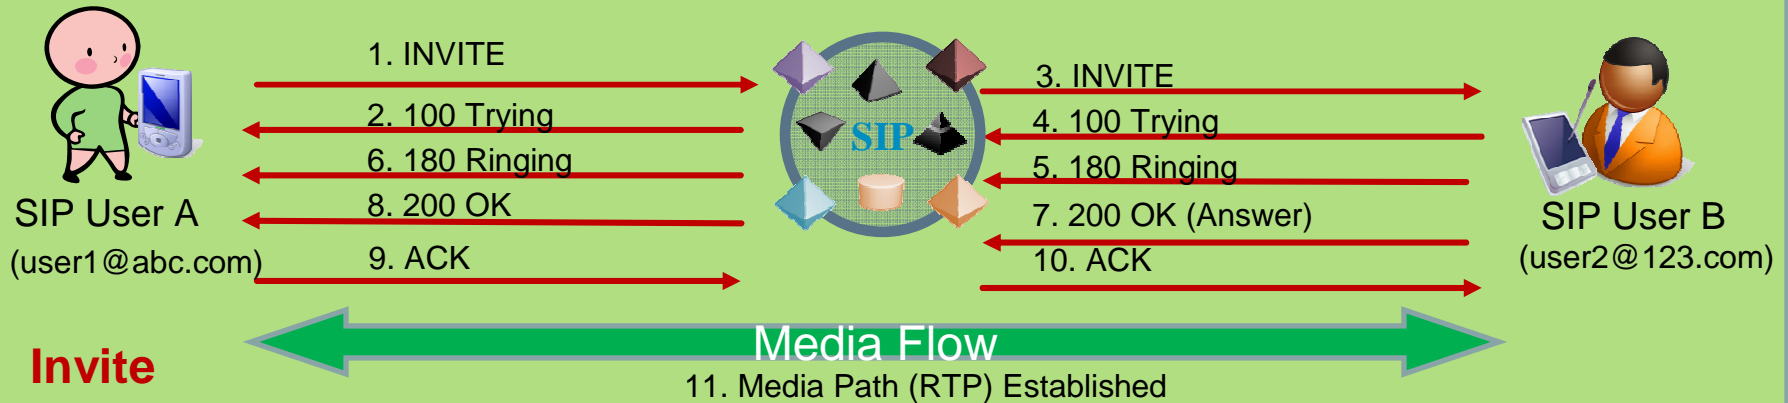 1. INVITE
2. 100 Trying
6. 180 Ringing
8. 200 OK
9. ACK
SIP User A
(user1@abc.com)
SIP
3. INVITE
4. 100 Trying
5. 180 Ringing
7. 200 OK (Answer)
10. ACK
SIP User B
(user2@123.com)
Invite
Media Flow
11. Media Path (RTP) Established